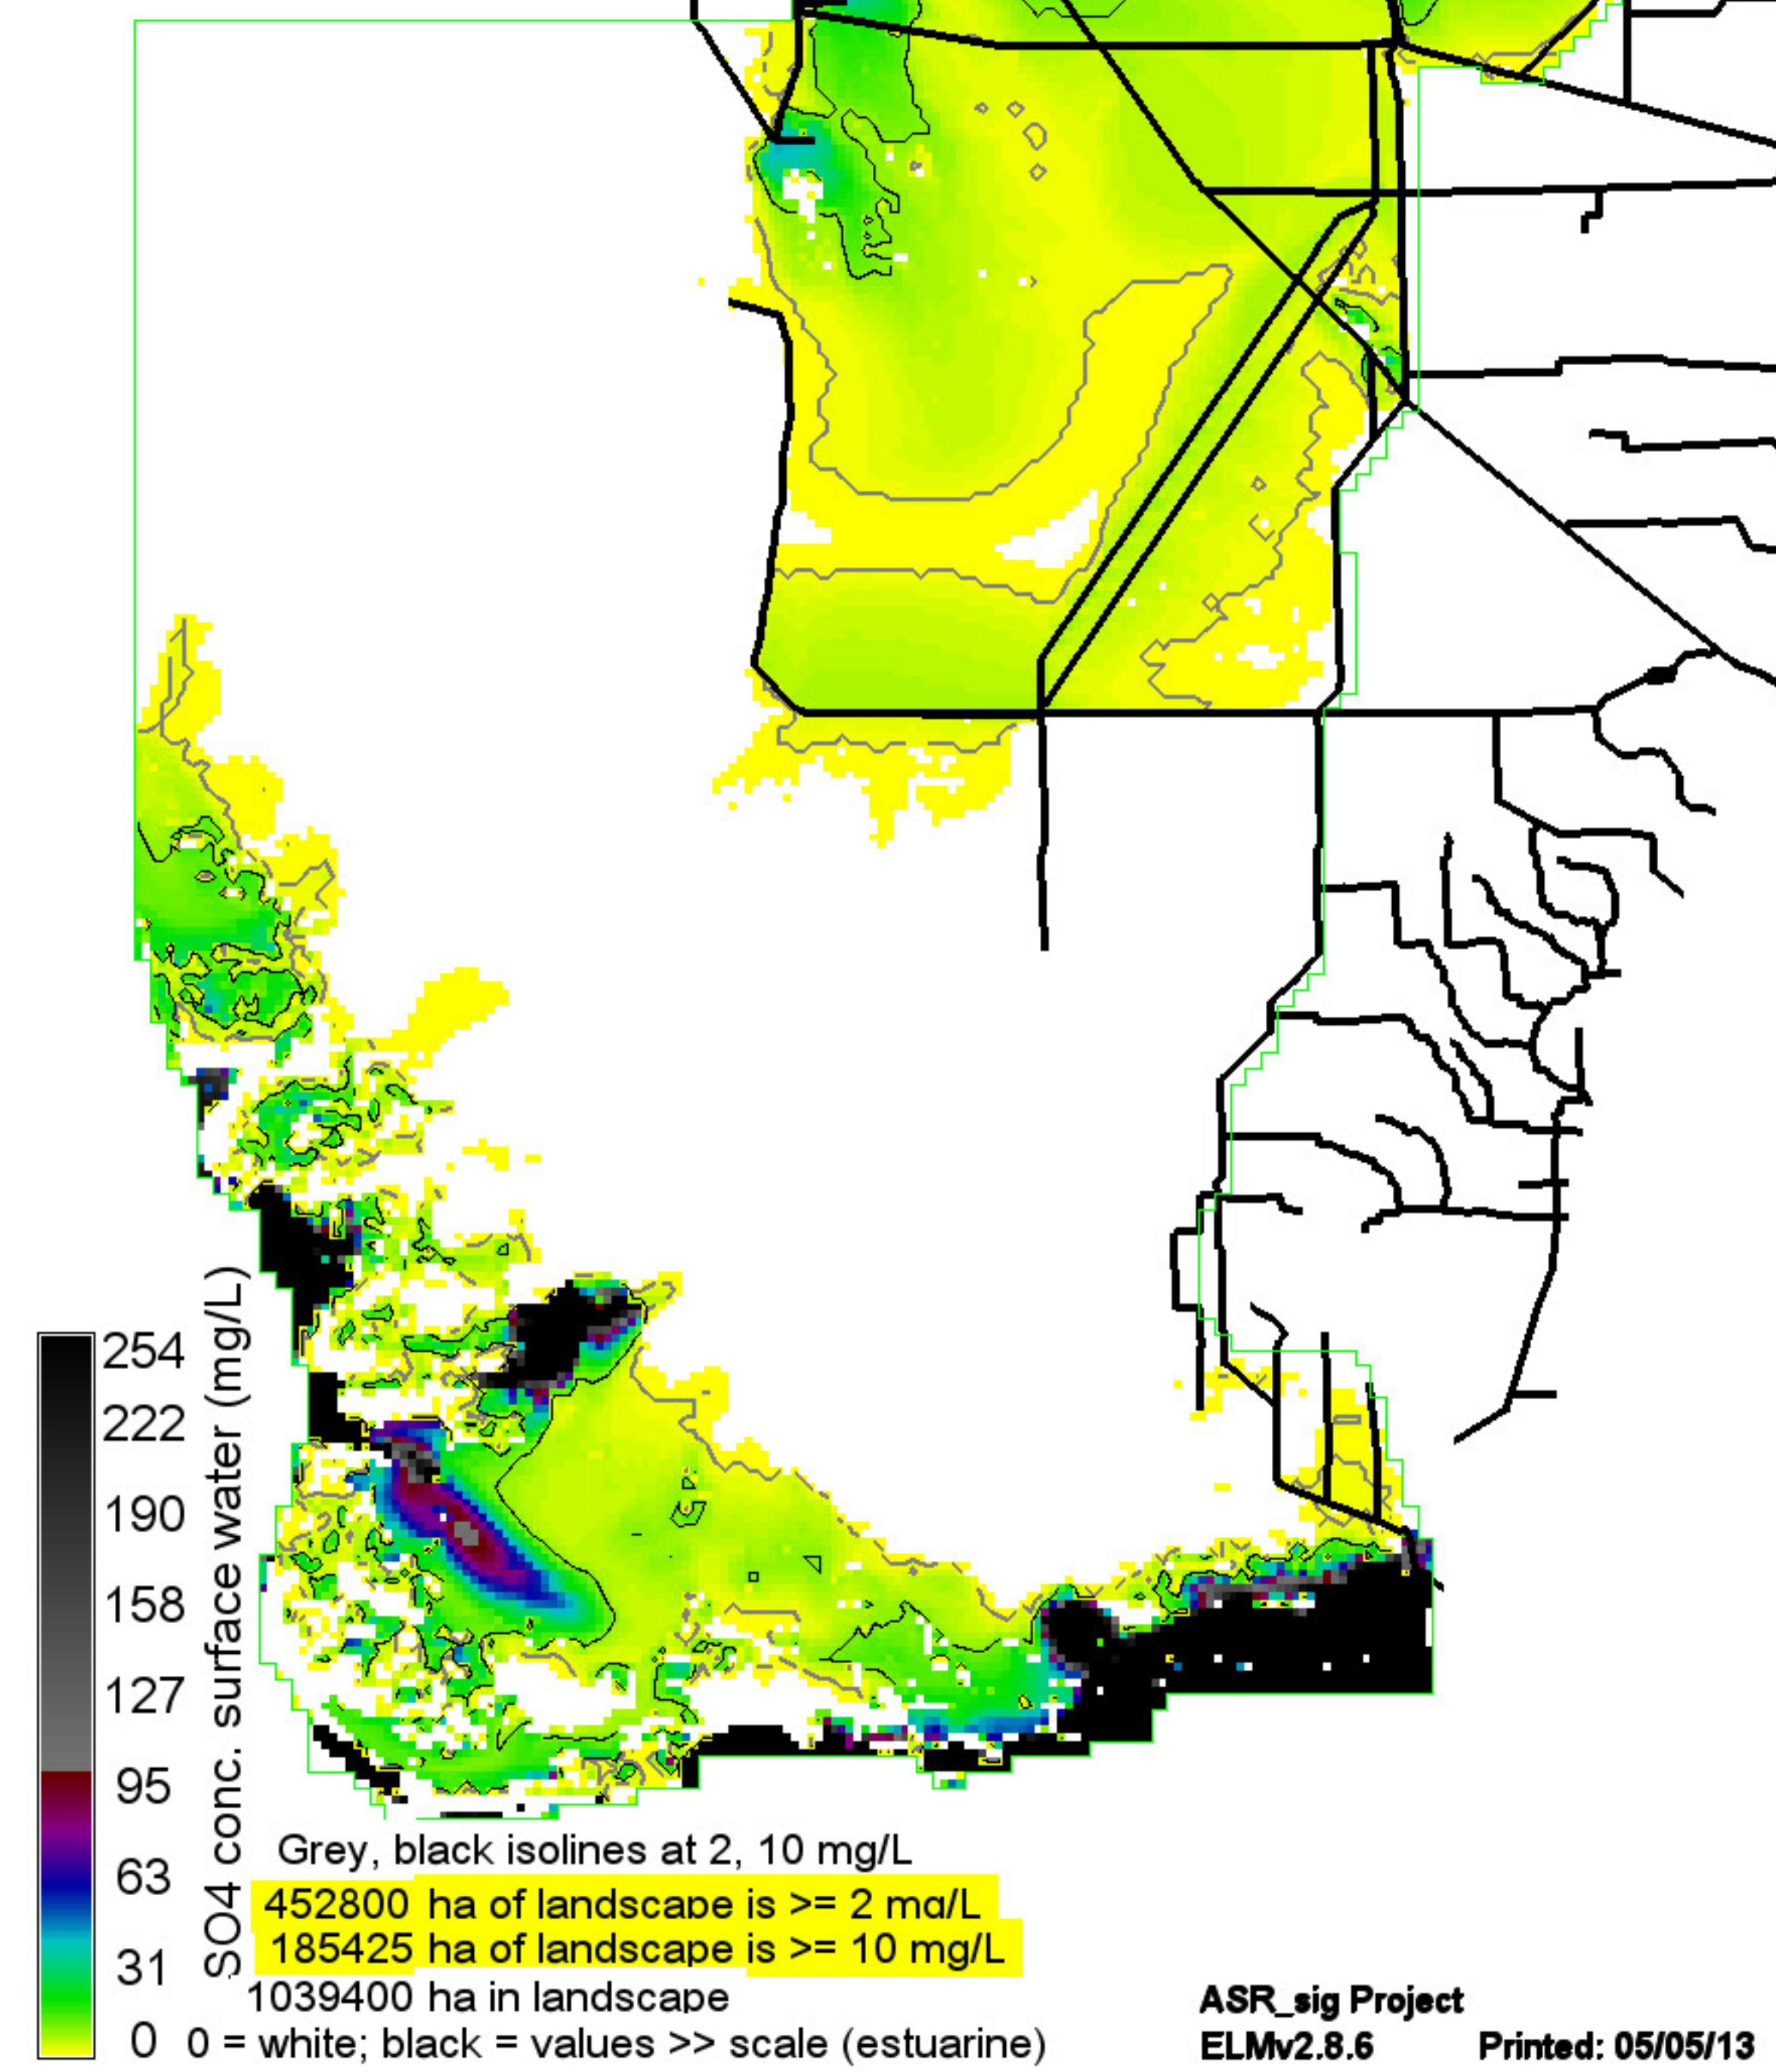 254
222
190
158
127
95
63
31
0
SO4 conc. surface water (mg/L)
Grey, black isolines at 2, 10 mg/L
452800 ha of landscape is >= 2 mg/L
185425 ha of landscape is >= 10 mg/L
1039400 ha in landscape
0 = white; black = values >> scale (estuarine)
ASR_sig Project
ELMv2.8.6 Printed: 05/05/13